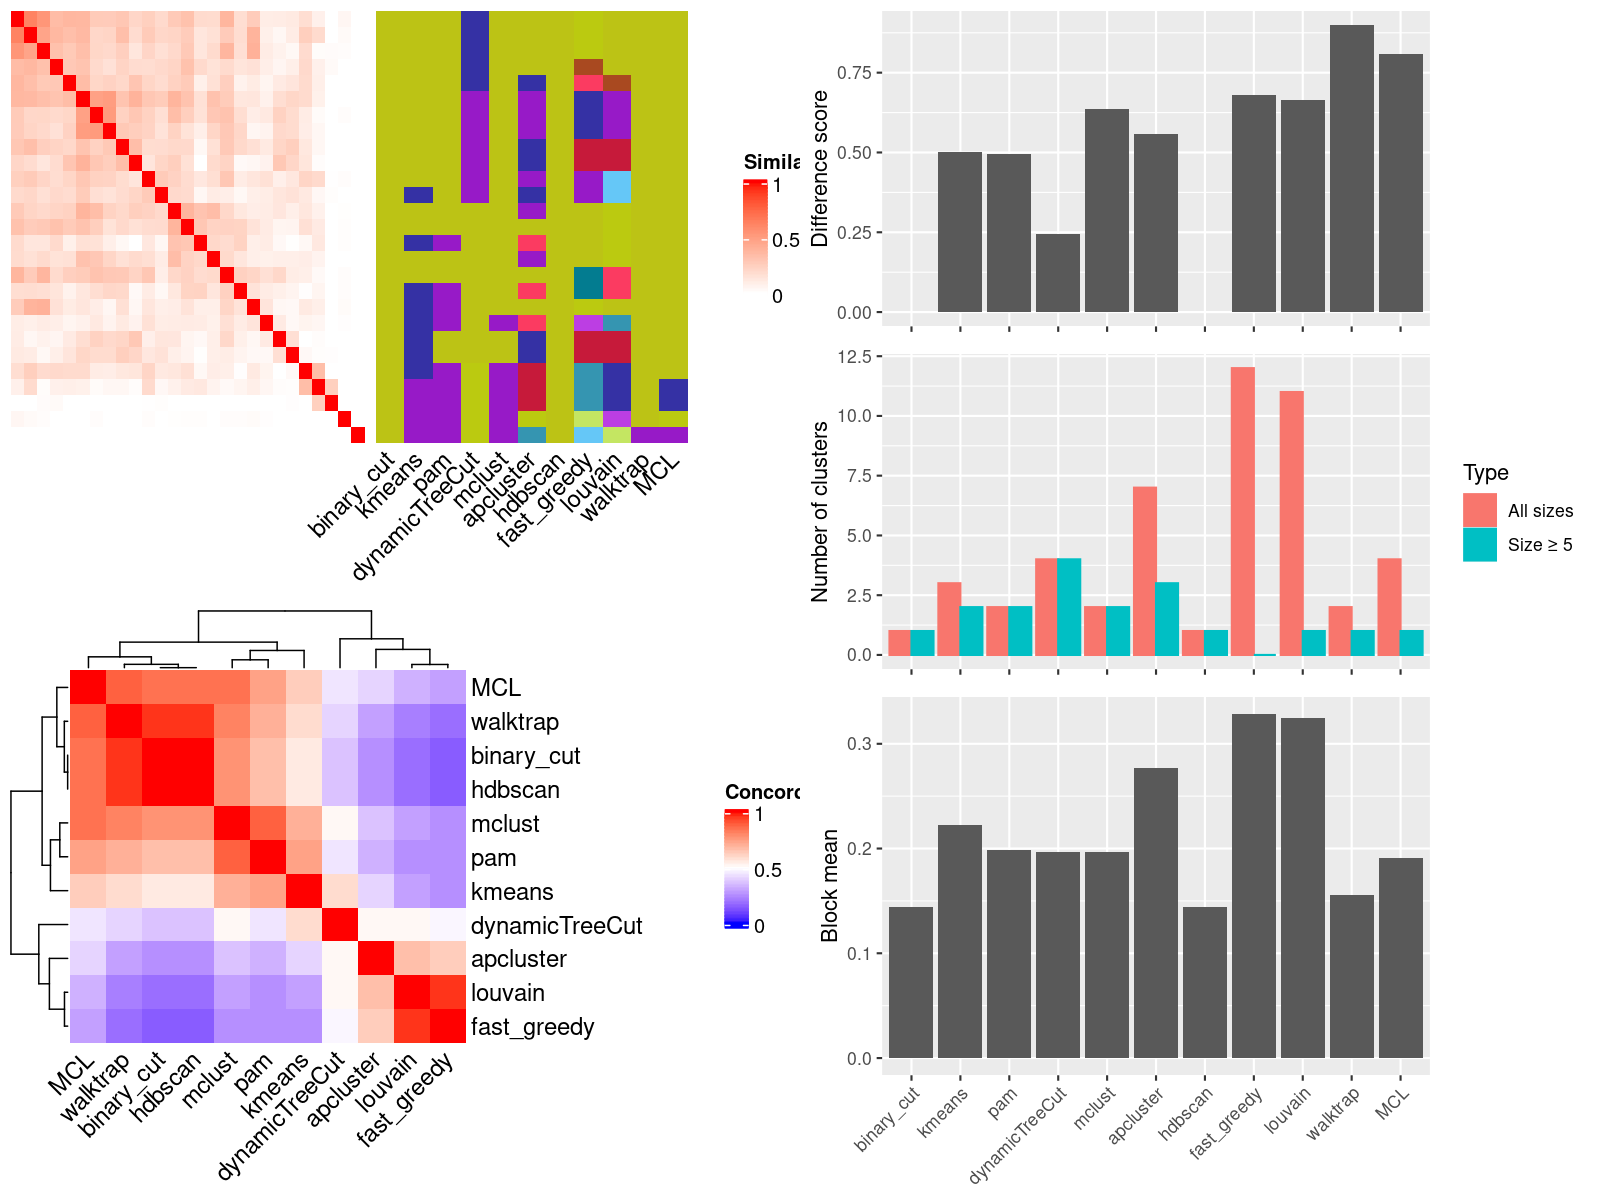 Simila
1
0.5
0
binary_cut
kmeans
pam
dynamicTreeCut
mclust
apcluster
hdbscan
fast_greedy
louvain
walktrap
MCL
MCL
walktrap
binary_cut
hdbscan
mclust
pam
kmeans
dynamicTreeCut
apcluster
louvain
fast_greedy
Concord
1
0.5
0
MCL
walktrap
binary_cut
hdbscan
mclust
pam
kmeans
dynamicTreeCut
apcluster
louvain
fast_greedy
Difference score
0.75
0.50
0.25
0.00
Number of clusters
12.5
10.0
7.5
5.0
2.5
0.0
Type
All sizes
Size ≥ 5
Block mean
0.3
0.2
0.1
0.0
binary_cut
kmeans
pam
dynamicTreeCut
mclust
apcluster
hdbscan
fast_greedy
louvain
walktrap
MCL